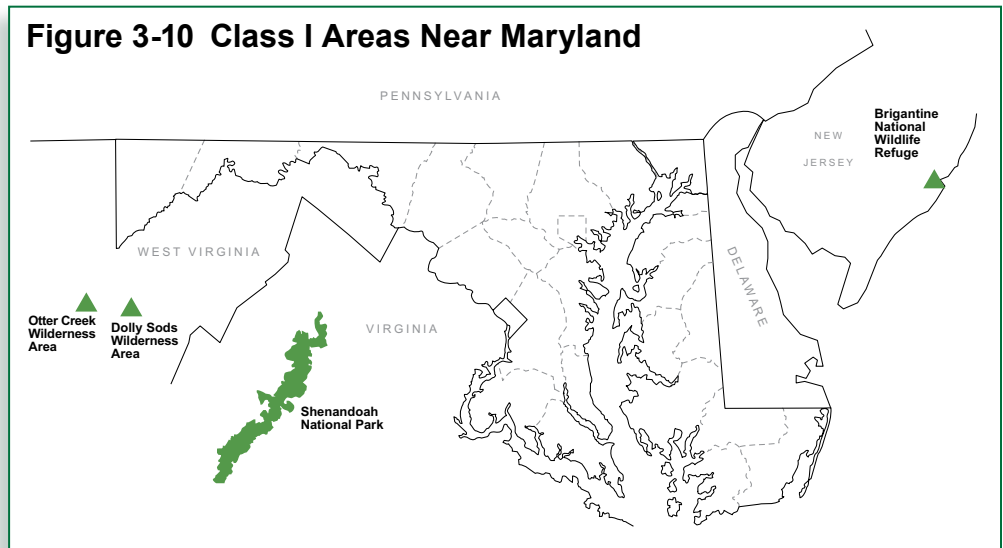 Figure 3-10 Class I Areas Near Maryland
PENNSYLVANIA
Brigantine
National
Wildlife
Refuge
NEW
JERSEY
WEST VIRGINIA
DELAWARE
Otter Creek
Wilderness
Area
Dolly Sods
Wilderness
Area
VIRGINIA
Shenandoah
National Park